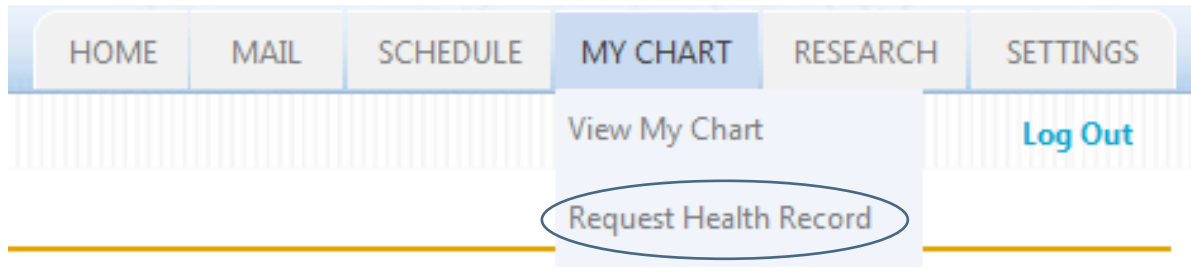 HOME MAIL SCHEDULE MY CHART RESEARCH SETTINGS
View My Chart
Log Out
Request Health Record